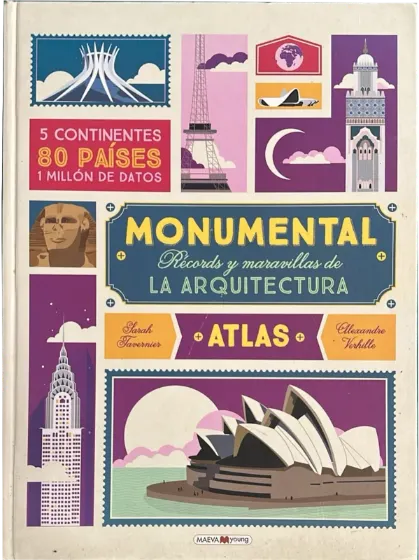 5 CONTINENTES
80 PAÍSES
1 MILLÓN DE DATOS
MONUMENTAL
Récords y maravillas de
LA ARQUITECTURA
Sarah
Tavernier
ATLAS
Alexandre
Verhille
MAEVA young